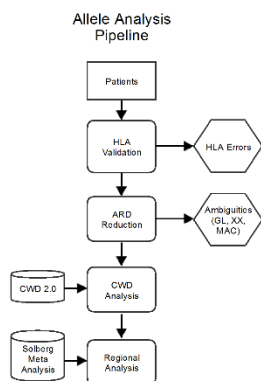 Allele Analysis
Pipeline
Patients
HLA
Validation
HLA Errors
ARD
Reduction
Ambiguities
(GL, XX,
MAC)
CWD 2.0
CWD
Analysis
Solberg
Meta
Analysis
Regional
Analysis